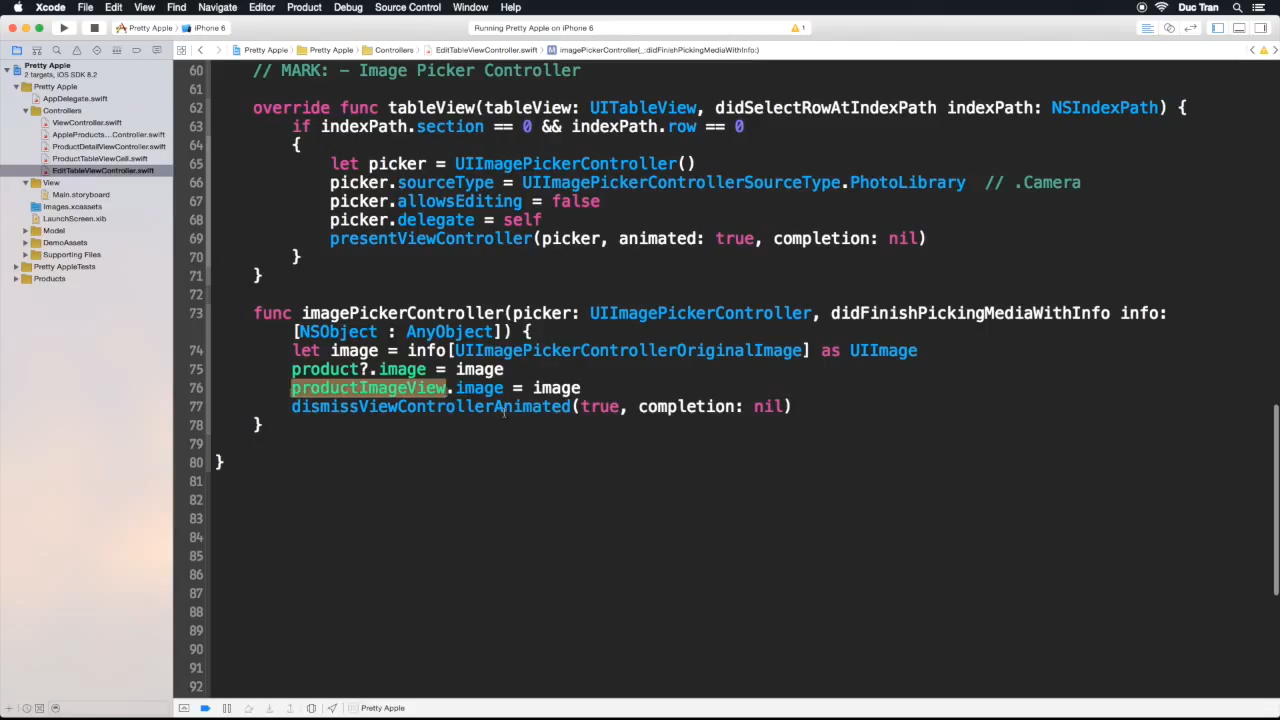 Xcode File Edit View Find Navigate Editor Product Debug Source Control Window Help Duc Tran
Pretty Apple iPhone 6 Running Pretty Apple on iPhone 6 1
Pretty Apple Pretty Apple Controllers EditTableViewController.swift M imagePickerController(_:didFinishPickingMediaWithInfo:)
Pretty Apple
2 targets, iOS SDK 8.2
Pretty Apple
AppDelegate.swift
Controllers
ViewController.swift
AppleProducts...Controller.swift
ProductDetailViewController.swift
ProductTableViewCell.swift
EditTableViewController.swift
View
Main.storyboard
Images.xcassets
LaunchScreen.xib
Model
DemoAssets
Supporting Files
Pretty AppleTests
Products
60 // MARK: - Image Picker Controller
61
62 override func tableView(tableView: UITableView, didSelectRowAtIndexPath indexPath: NSIndexPath) {
63 if indexPath.section == 0 && indexPath.row == 0
64 {
65 let picker = UIImagePickerController()
66 picker.sourceType = UIImagePickerControllerSourceType.PhotoLibrary // .Camera
67 picker.allowsEditing = false
68 picker.delegate = self
69 presentViewController(picker, animated: true, completion: nil)
70 }
71 }
72
73 func imagePickerController(picker: UIImagePickerController, didFinishPickingMediaWithInfo info:
[NSObject : AnyObject]) {
74 let image = info[UIImagePickerControllerOriginalImage] as UIImage
75 product?.image = image
76 productImageView.image = image
77 dismissViewControllerAnimated(true, completion: nil)
78 }
79
80 }
81
82
83
84
85
86
87
88
89
90
91
92
Pretty Apple